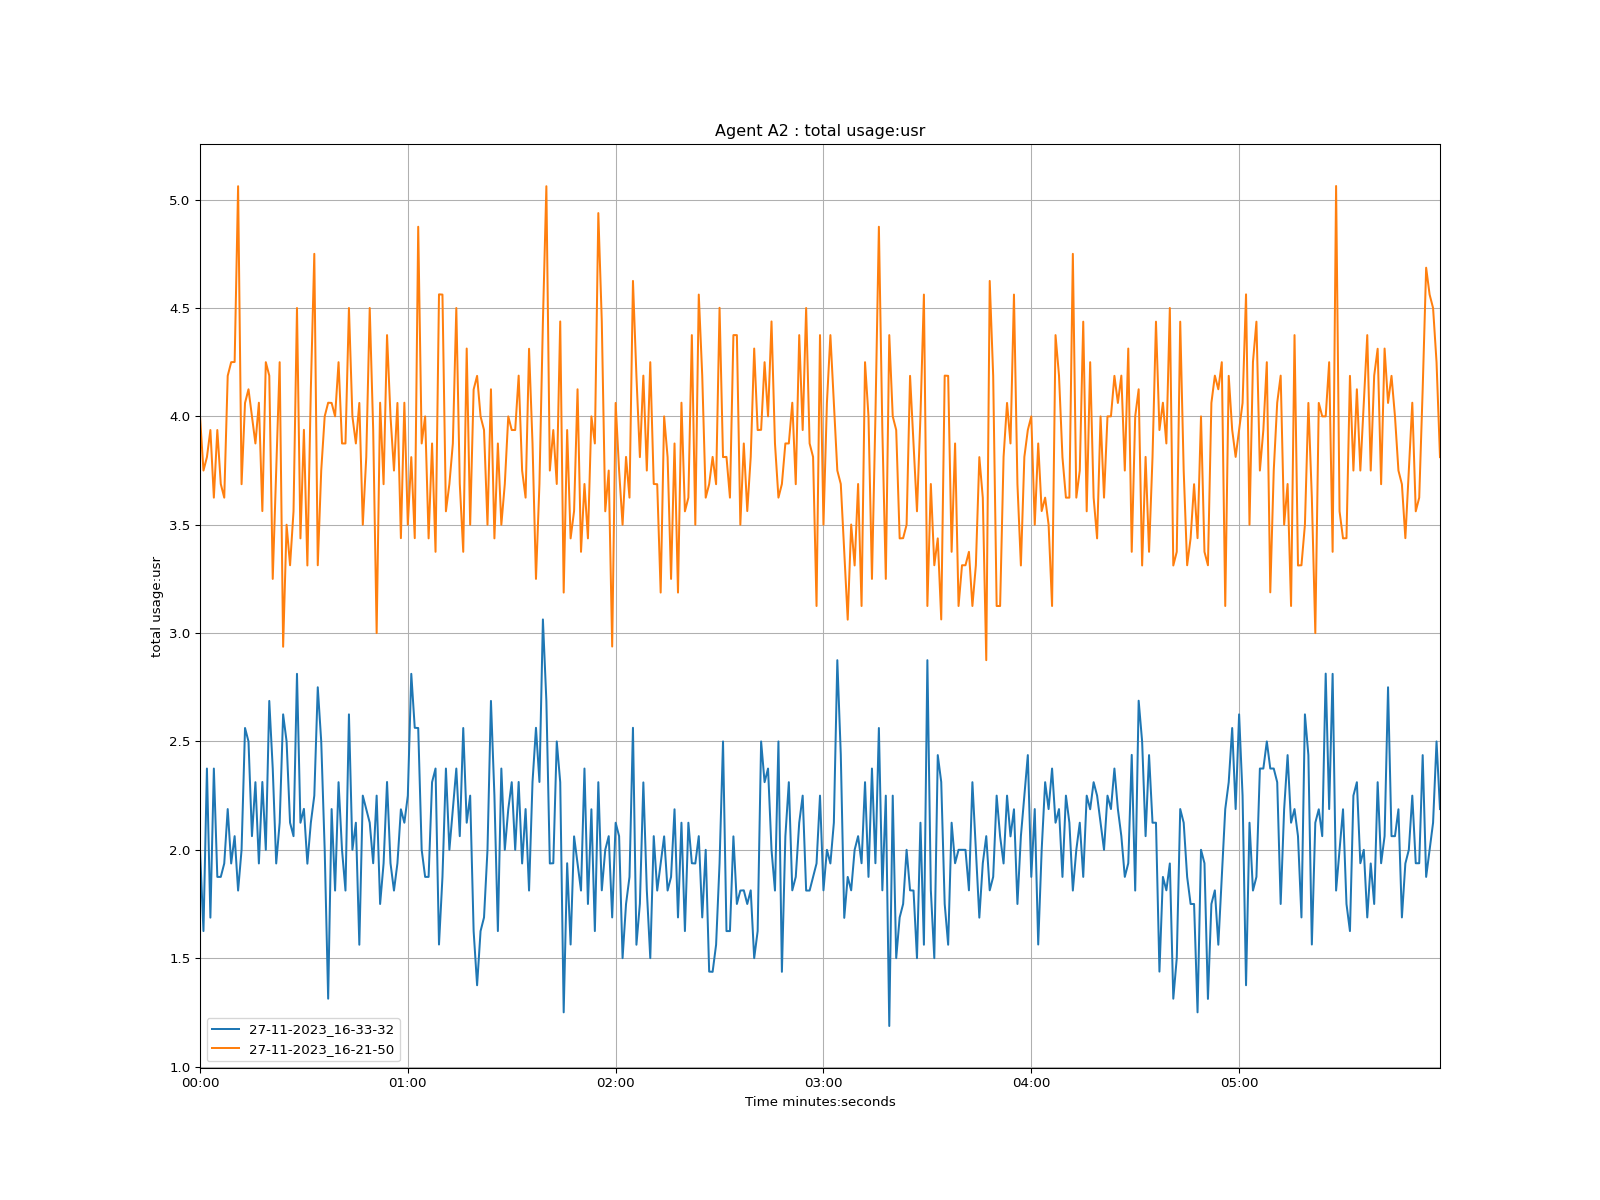 Agent A2 : total usage:usr
total usage:usr
5.0
4.5
4.0
3.5
3.0
2.5
2.0
1.5
1.0
27-11-2023_16-33-32
27-11-2023_16-21-50
00:00 01:00 02:00 03:00 04:00 05:00
Time minutes:seconds